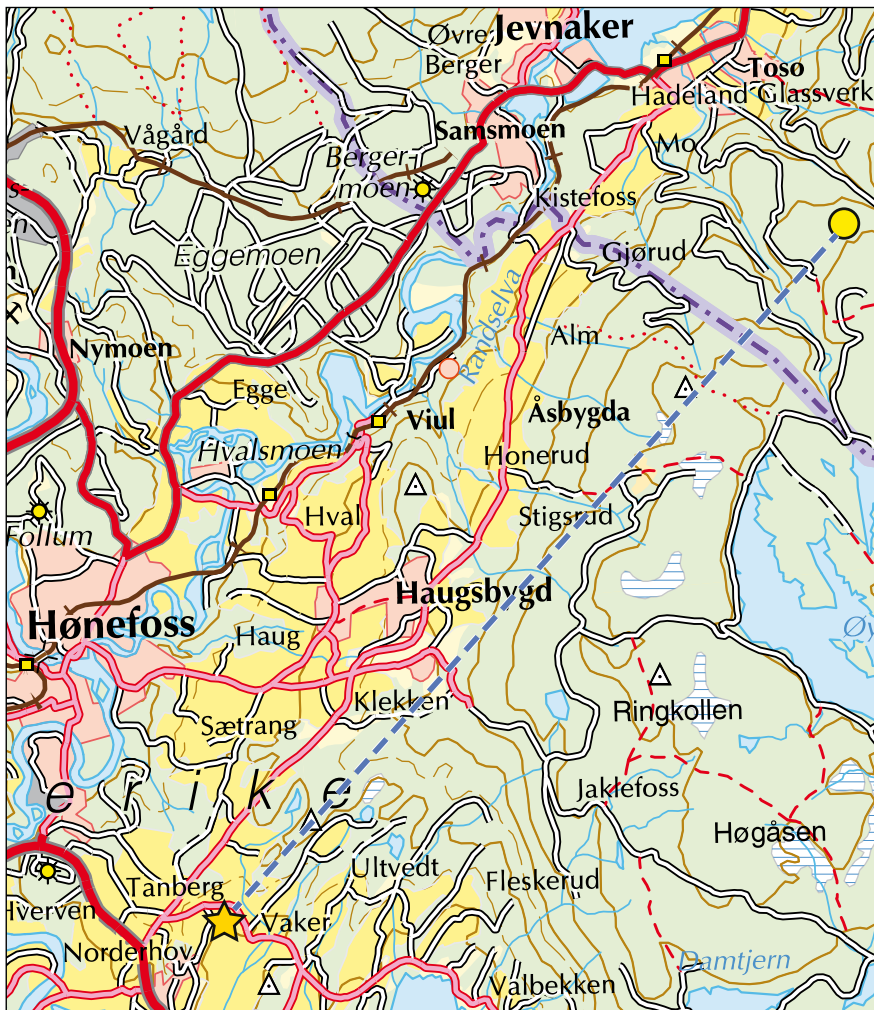 Øvre
Berger
Jevnaker
Toso
Hadeland Glassverk
Samsmoen
Vågård
Mo
Berger-
moen
Kistefoss
Gjørud
Eggemoen
Randselva
Nymoen
Alm
Egge
Viul
Åsbygda
Hvalsmoen
Honerud
Hval
Stigsrud
Follum
Haugsbygd
Hønefoss
Haug
Øy
Klekken
Ringkollen
Sætrang
e r i k e
Jaklefoss
Høgåsen
Ultvedt
Tanberg
Fleskerud
Hverven
Vaker
Norderhov
Damtjern
Valbekken